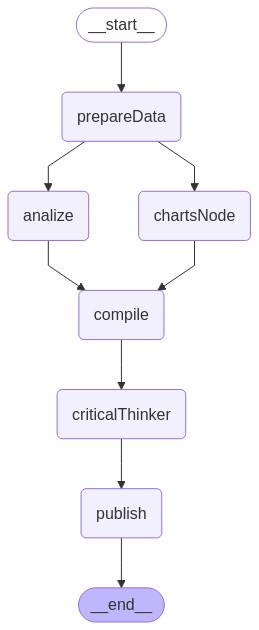 __start__
prepareData
analize
chartsNode
compile
criticalThinker
publish
__end__